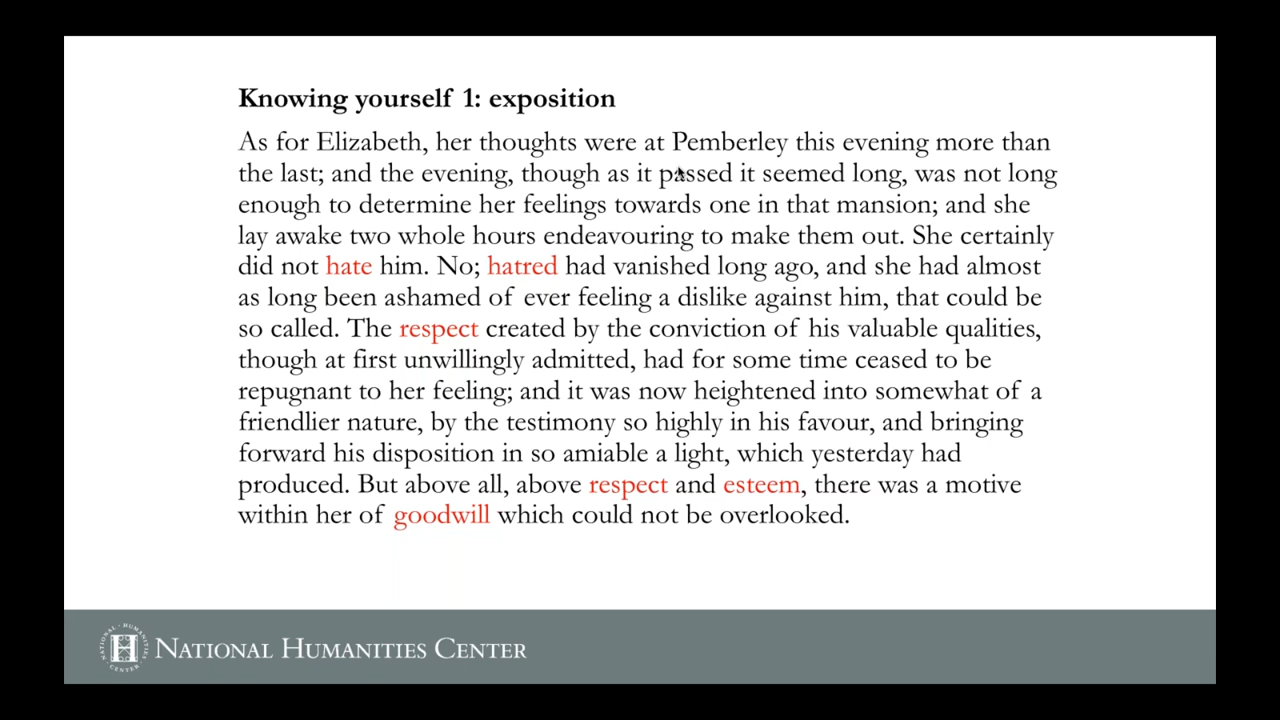 Knowing yourself 1: exposition
As for Elizabeth, her thoughts were at Pemberley this evening more than
the last; and the evening, though as it passed it seemed long, was not long
enough to determine her feelings towards one in that mansion; and she
lay awake two whole hours endeavouring to make them out. She certainly
did not hate him. No; hatred had vanished long ago, and she had almost
as long been ashamed of ever feeling a dislike against him, that could be
so called. The respect created by the conviction of his valuable qualities,
though at first unwillingly admitted, had for some time ceased to be
repugnant to her feeling; and it was now heightened into somewhat of a
friendlier nature, by the testimony so highly in his favour, and bringing
forward his disposition in so amiable a light, which yesterday had
produced. But above all, above respect and esteem, there was a motive
within her of goodwill which could not be overlooked.
NATIONAL HUMANITIES CENTER
NATIONAL · HUMANITIES
CENTER